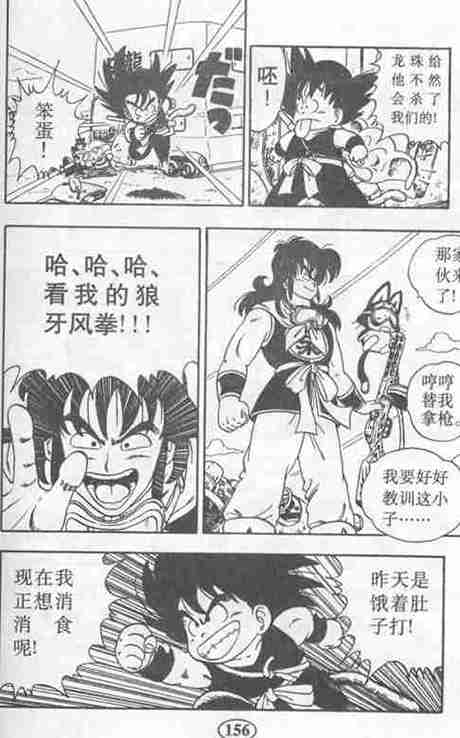 龙珠给
他不然
会杀了
我们的!
呸!
だっ
龍
笨蛋!
那家
伙来
了!
哼哼
替我
拿枪。
我要好好
教训这小
子……
哈、哈、哈、
看我的狼
牙风拳!!!
昨天是
饿着肚
子打!
现在我
正想消
消食
呢!
156